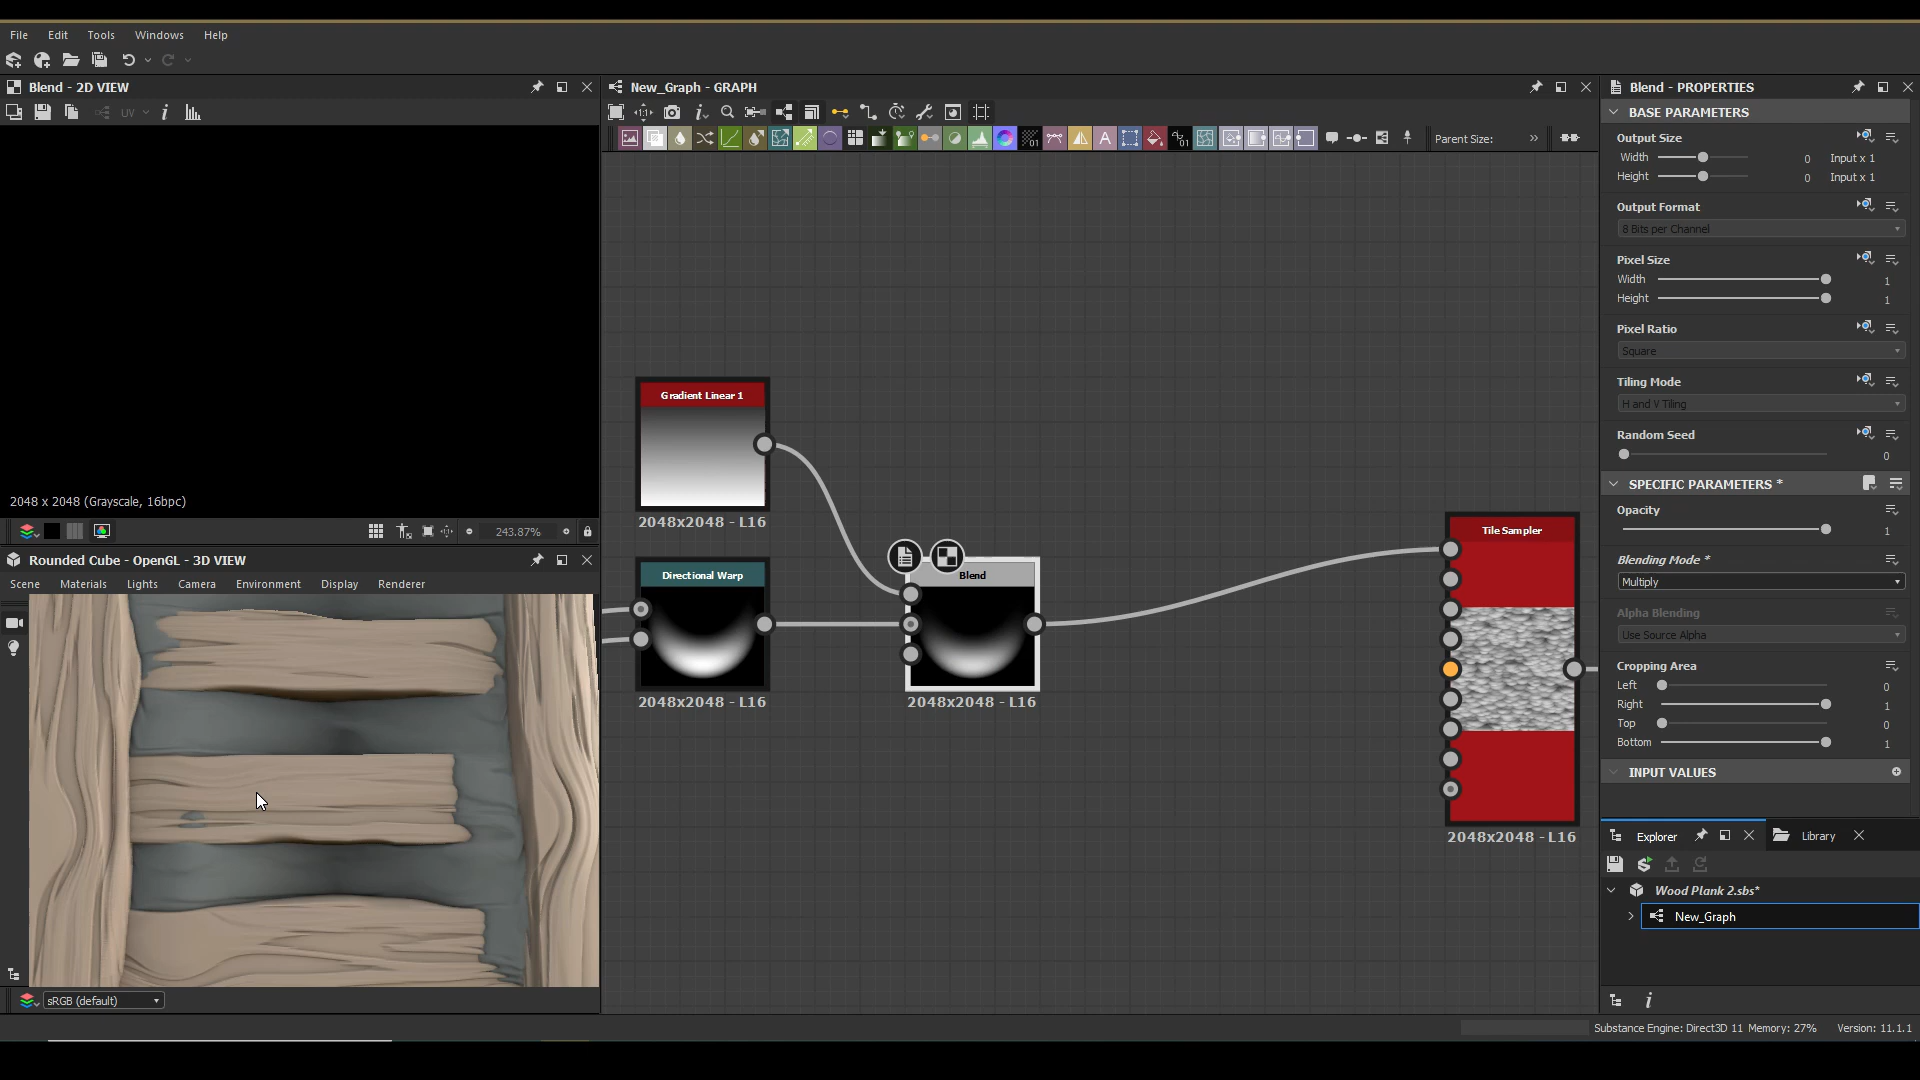 File Edit Tools Windows Help
Blend - 2D VIEW
UV
2048 x 2048 (Grayscale, 16bpc)
243.87%
Rounded Cube - OpenGL - 3D VIEW
Scene Materials Lights Camera Environment Display Renderer
sRGB (default)
New_Graph - GRAPH
Parent Size:
Gradient Linear 1
2048x2048 - L16
Directional Warp
2048x2048 - L16
Blend
2048x2048 - L16
Tile Sampler
2048x2048 - L16
Blend - PROPERTIES
BASE PARAMETERS
Output Size
Width 0 Input x 1
Height 0 Input x 1
Output Format
8 Bits per Channel
Pixel Size
Width 1
Height 1
Pixel Ratio
Square
Tiling Mode
H and V Tiling
Random Seed
0
SPECIFIC PARAMETERS *
Opacity
1
Blending Mode *
Multiply
Alpha Blending
Use Source Alpha
Cropping Area
Left 0
Right 1
Top 0
Bottom 1
INPUT VALUES
Explorer Library
Wood Plank 2.sbs*
New_Graph
Substance Engine: Direct3D 11 Memory: 27% Version: 11.1.1